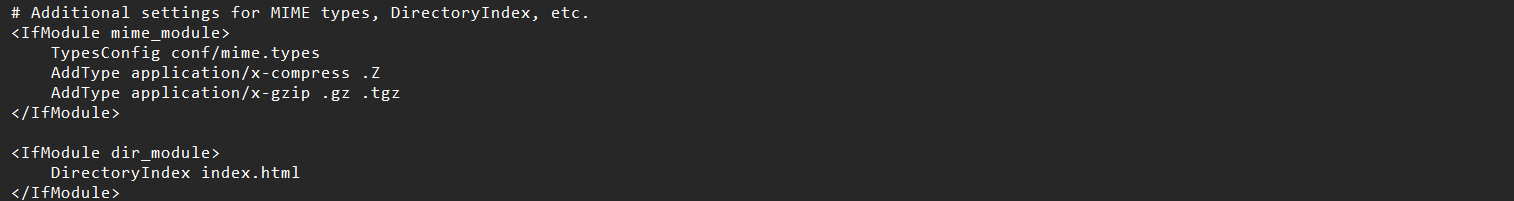 # Additional settings for MIME types, DirectoryIndex, etc.
<IfModule mime_module>
    TypesConfig conf/mime.types
    AddType application/x-compress .Z
    AddType application/x-gzip .gz .tgz
</IfModule>

<IfModule dir_module>
    DirectoryIndex index.html
</IfModule>